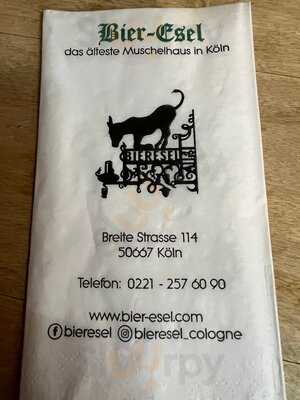 Bier-Esel
das älteste Muschelhaus in Köln
BIERESEL
Breite Strasse 114
50667 Köln
Telefon: 0221 - 257 60 90
www.bier-esel.com
bieresel bieresel_cologne